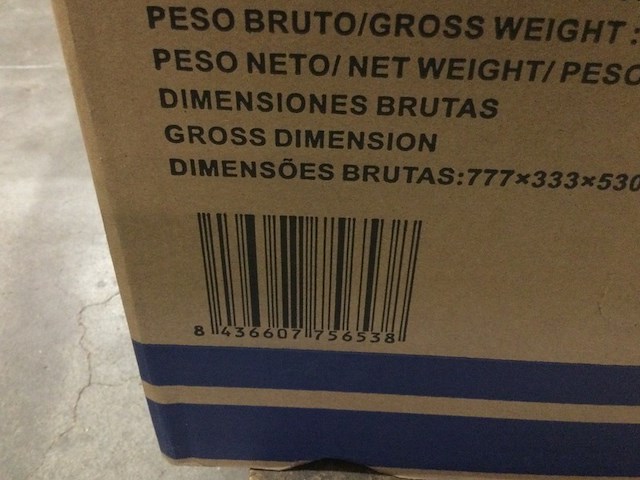 PESO BRUTO/GROSS WEIGHT :
PESO NETO/ NET WEIGHT/ PESO
DIMENSIONES BRUTAS
GROSS DIMENSION
DIMENSÕES BRUTAS:777×333×530
8 436607 756538